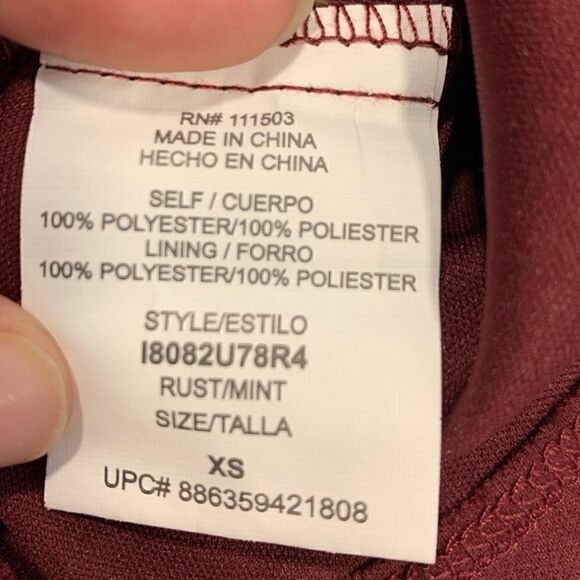 RN# 111503
MADE IN CHINA
HECHO EN CHINA
SELF / CUERPO
100% POLYESTER/100% POLIESTER
LINING / FORRO
100% POLYESTER/100% POLIESTER
STYLE/ESTILO
I8082U78R4
RUST/MINT
SIZE/TALLA
XS
UPC# 886359421808